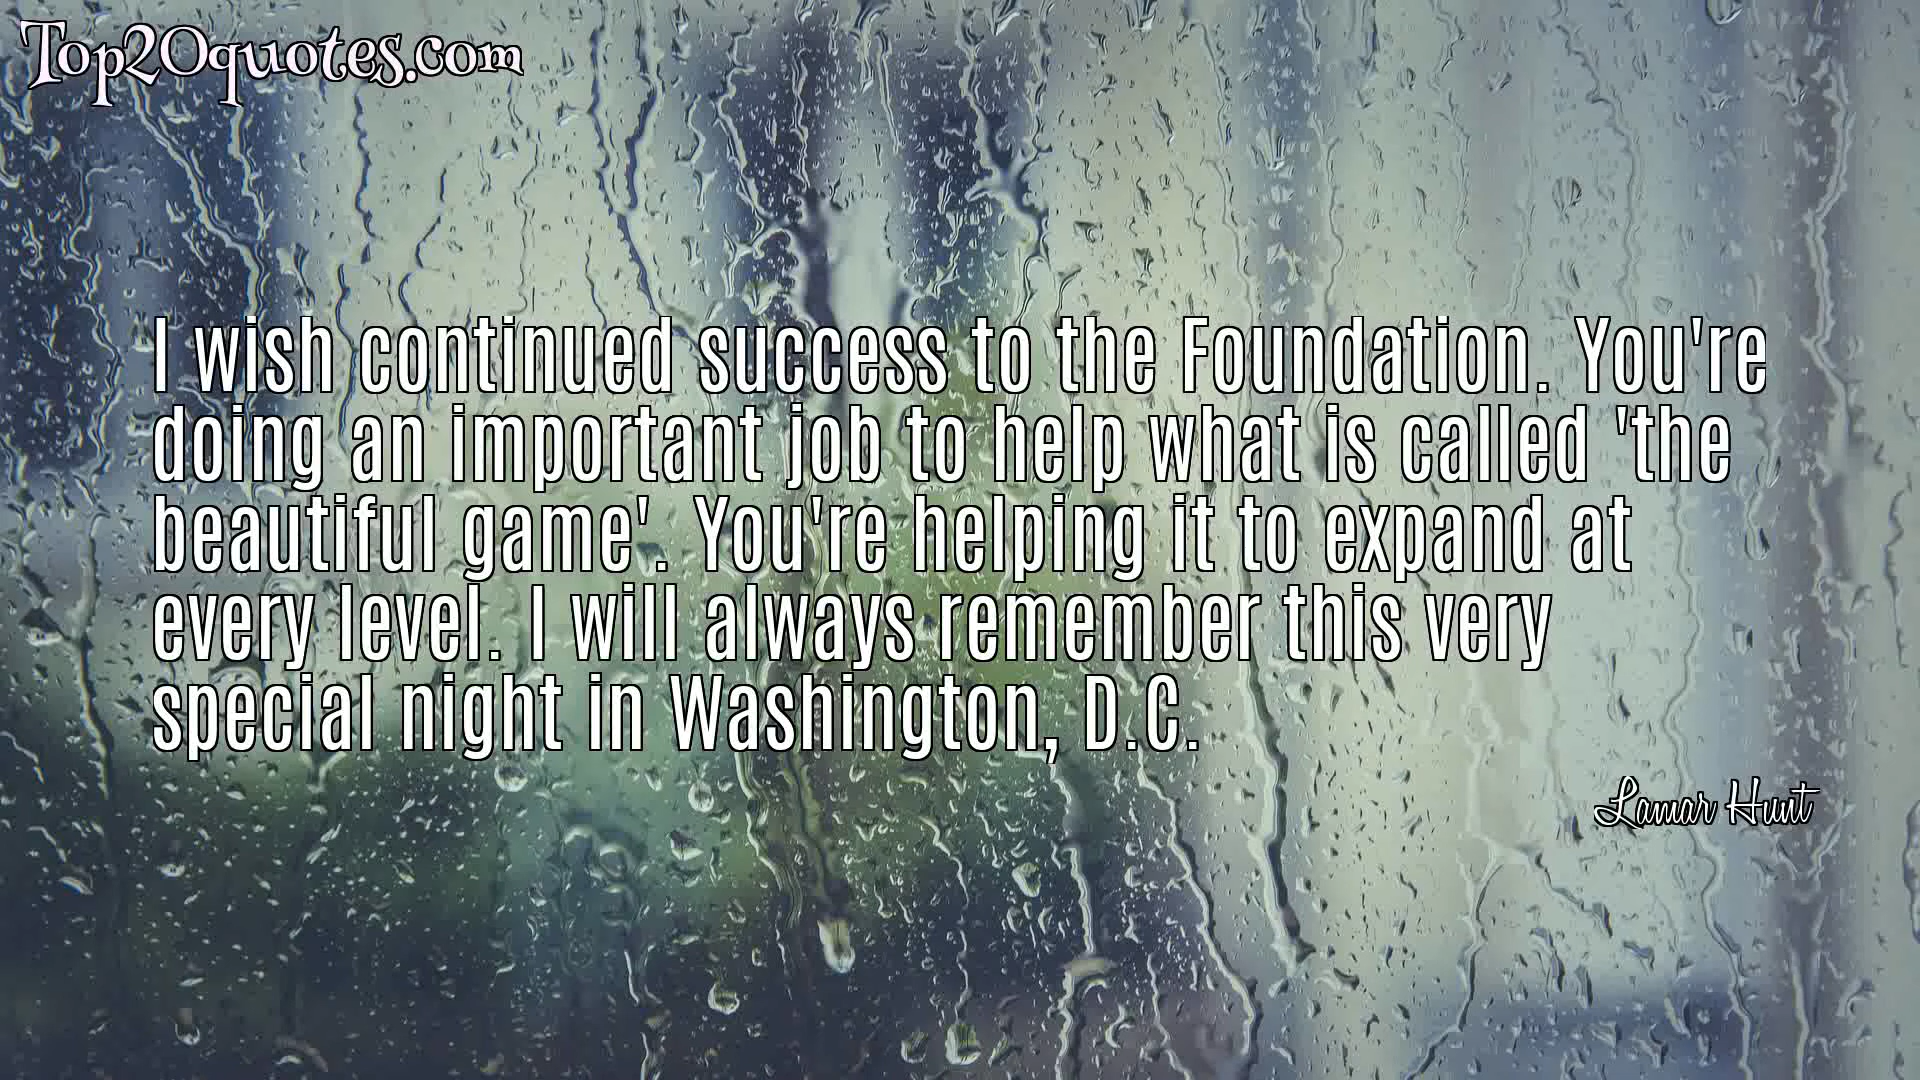 Top20quotes.com
I wish continued success to the Foundation. You're
doing an important job to help what is called 'the
beautiful game'. You're helping it to expand at
every level. I will always remember this very
special night in Washington, D.C.
Lamar Hunt